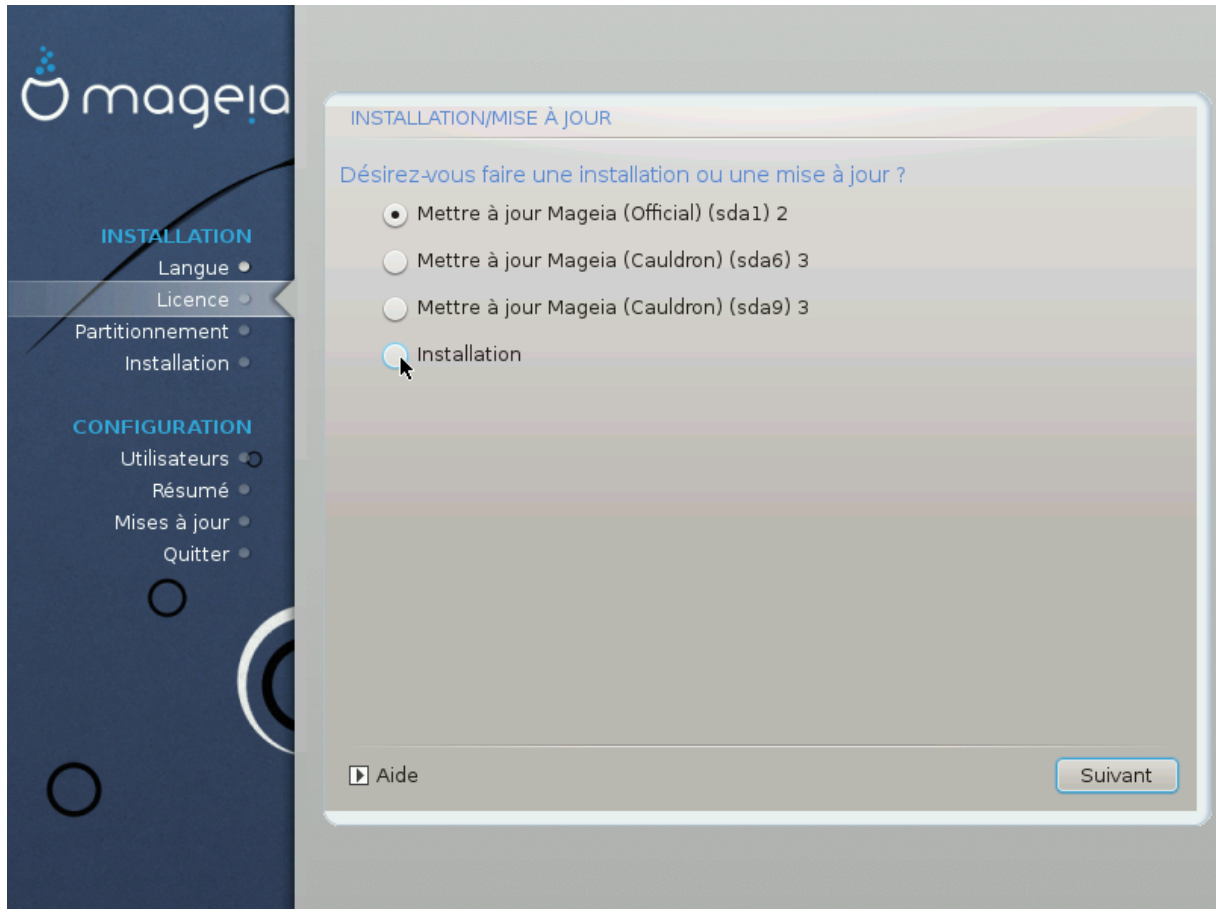 mageia
INSTALLATION
Langue
Licence
Partitionnement
Installation
CONFIGURATION
Utilisateurs
Résumé
Mises à jour
Quitter
INSTALLATION/MISE À JOUR
Désirez-vous faire une installation ou une mise à jour ?
Mettre à jour Mageia (Official) (sda1) 2
Mettre à jour Mageia (Cauldron) (sda6) 3
Mettre à jour Mageia (Cauldron) (sda9) 3
Installation
Aide
Suivant